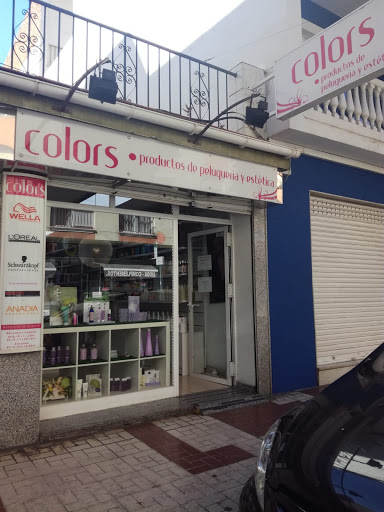 colors
• productos de
peluquería y estética
colors • productos de peluquería y estética
colors
WELLA
L'ORÉAL
Schwarzkopf
ANADIA